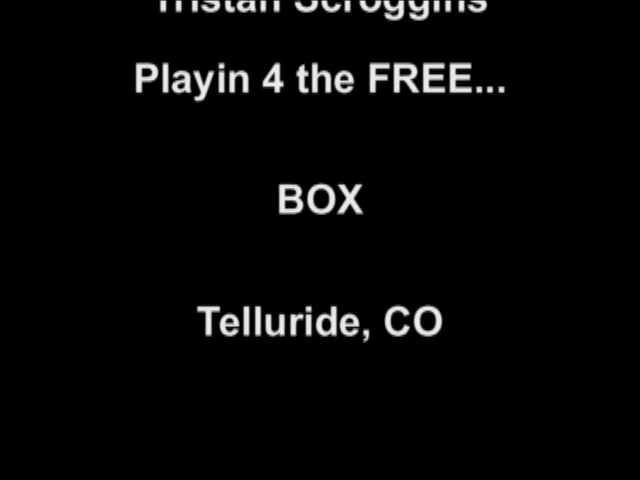 Tristan Scroggins
Playin 4 the FREE...
BOX
Telluride, CO